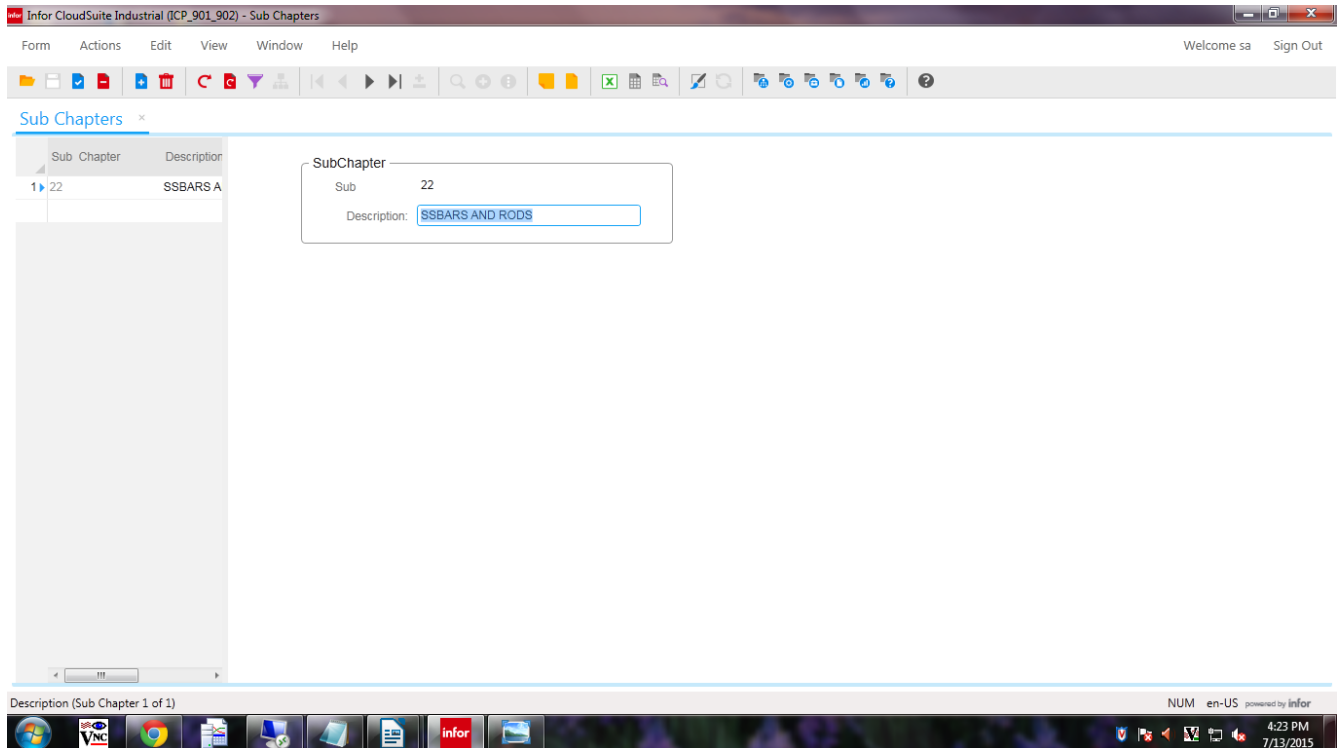 infor Infor CloudSuite Industrial (ICP_901_902) - Sub Chapters
Form Actions Edit View Window Help Welcome sa Sign Out
Sub Chapters
Sub Chapter Description
SubChapter
1 22 SSBARS A
Sub 22
Description: SSBARS AND RODS
Description (Sub Chapter 1 of 1) NUM en-US powered by infor
VNC infor 4:23 PM
7/13/2015